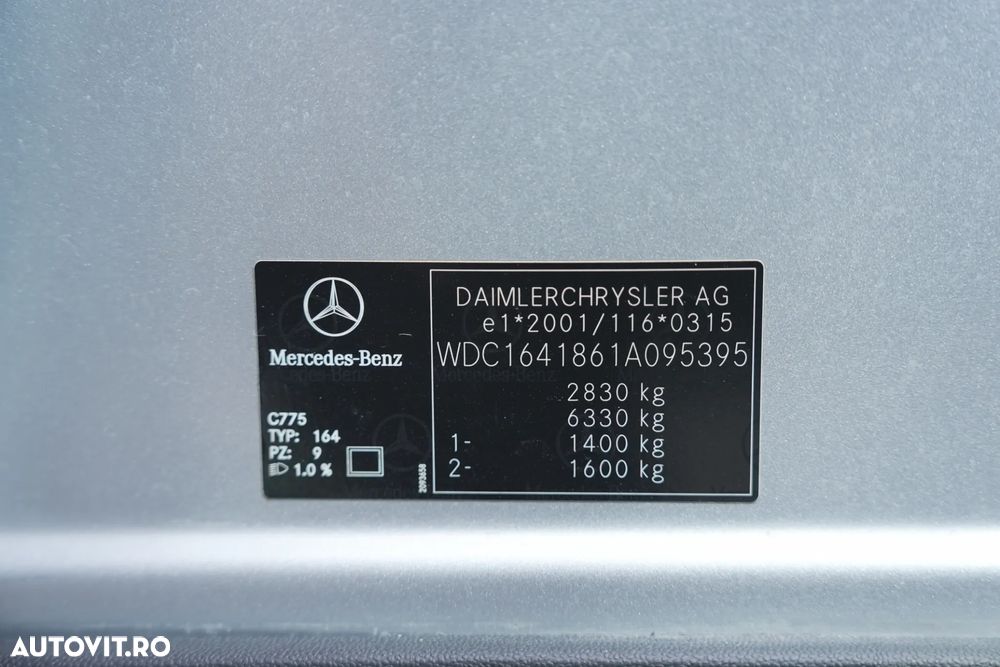 Mercedes-Benz
C775
TYP: 164
PZ: 9
1.0 %
2093658
DAIMLERCHRYSLER AG
e1*2001/116*0315
WDC1641861A095395
2830 kg
6330 kg
1- 1400 kg
2- 1600 kg
AUTOVIT.RO